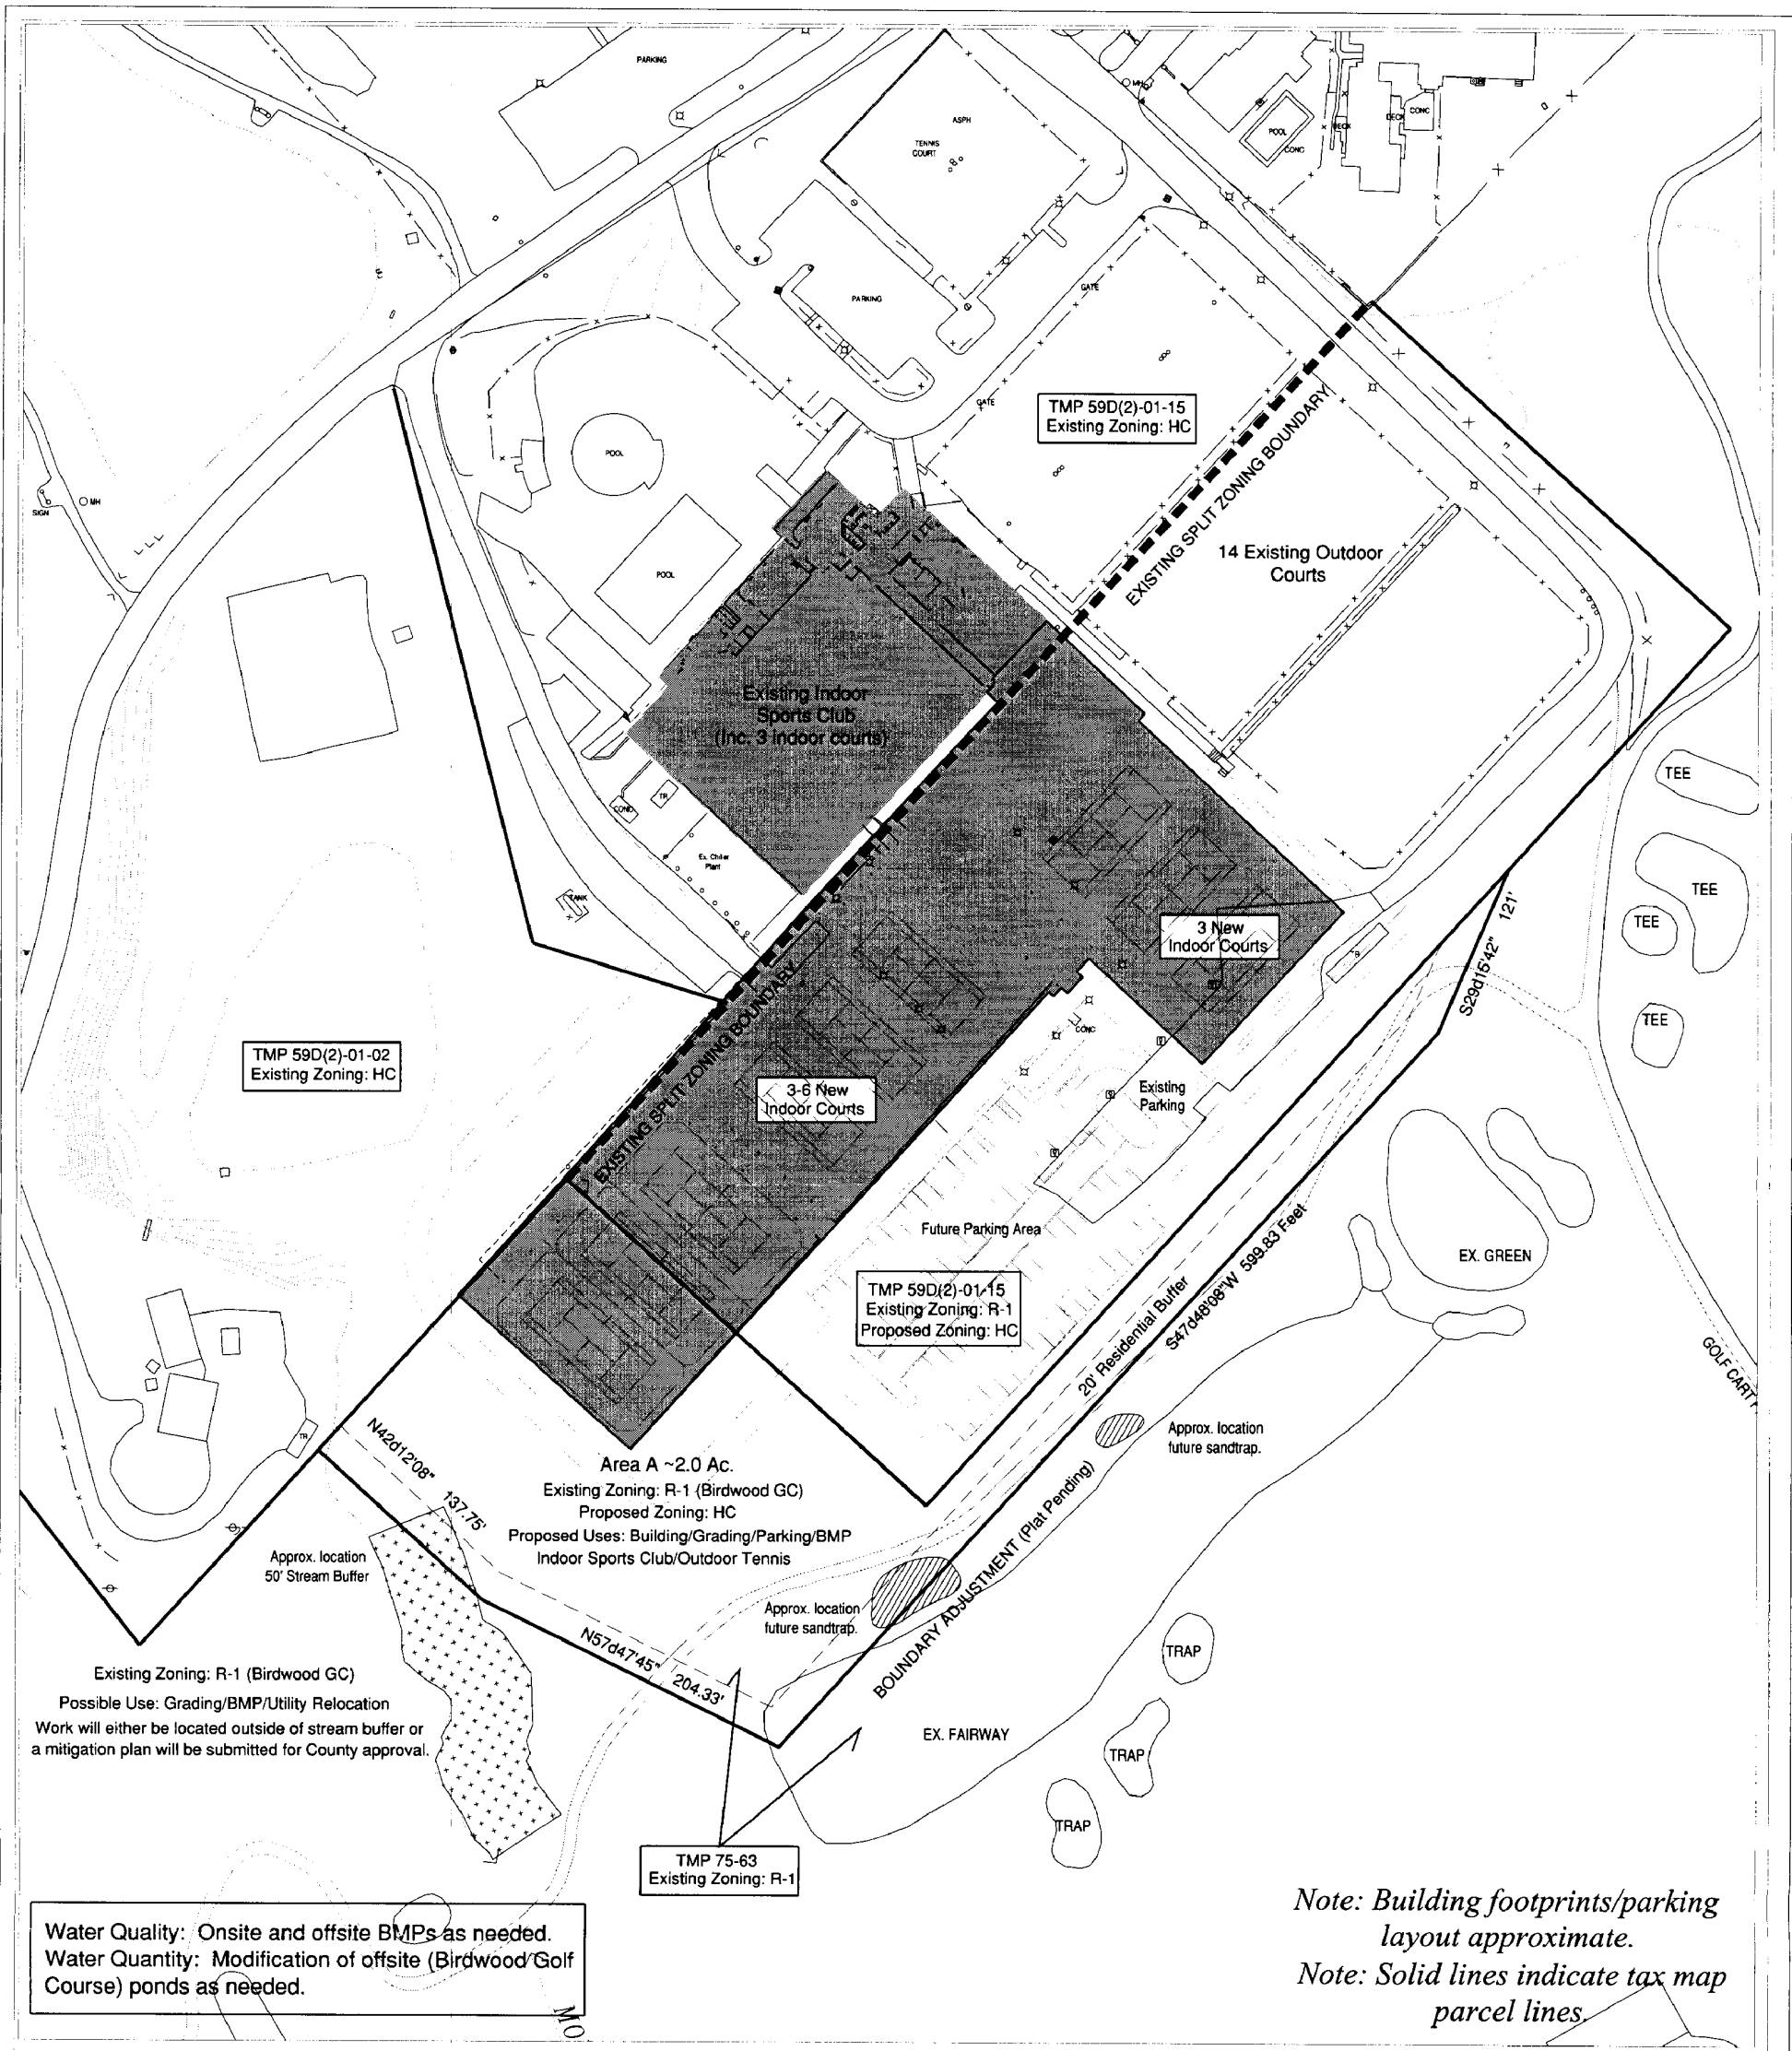 PARKING
MH
ASPH
TENNIS
COURT
POOL
CONC
DECK
DECK
CONC
PARKING
GATE
GATE
TMP 59D(2)-01-15
Existing Zoning: HC
EXISTING SPLIT ZONING BOUNDARY
14 Existing Outdoor
Courts
SIGN
MH
POOL
POOL
Existing Indoor
Sports Club
(Inc. 3 indoor courts)
COND
TR
Ex. Chiller
Plant
TANK
TEE
TEE
TEE
TEE
3 New
Indoor Courts
S29d15'42" 121'
CONC
Existing
Parking
TMP 59D(2)-01-02
Existing Zoning: HC
EXISTING SPLIT ZONING BOUNDARY
3-6 New
Indoor Courts
Future Parking Area
TMP 59D(2)-01-15
Existing Zoning: R-1
Proposed Zoning: HC
20' Residential Buffer
S47d48'08"W 599.83 Feet
EX. GREEN
GOLF CART
TR
N42d12'08"
137.75'
Area A ~2.0 Ac.
Existing Zoning: R-1 (Birdwood GC)
Proposed Zoning: HC
Proposed Uses: Building/Grading/Parking/BMP
Indoor Sports Club/Outdoor Tennis
Approx. location
future sandtrap.
Approx. location
50' Stream Buffer
Approx. location
future sandtrap.
BOUNDARY ADJUSTMENT (Plat Pending)
N57d47'45" 204.33'
Existing Zoning: R-1 (Birdwood GC)
Possible Use: Grading/BMP/Utility Relocation
Work will either be located outside of stream buffer or
a mitigation plan will be submitted for County approval.
EX. FAIRWAY
TRAP
TRAP
TRAP
TMP 75-63
Existing Zoning: R-1
Water Quality: Onsite and offsite BMPs as needed.
Water Quantity: Modification of offsite (Birdwood Golf
Course) ponds as needed.
MO
Note: Building footprints/parking
layout approximate.
Note: Solid lines indicate tax map
parcel lines.